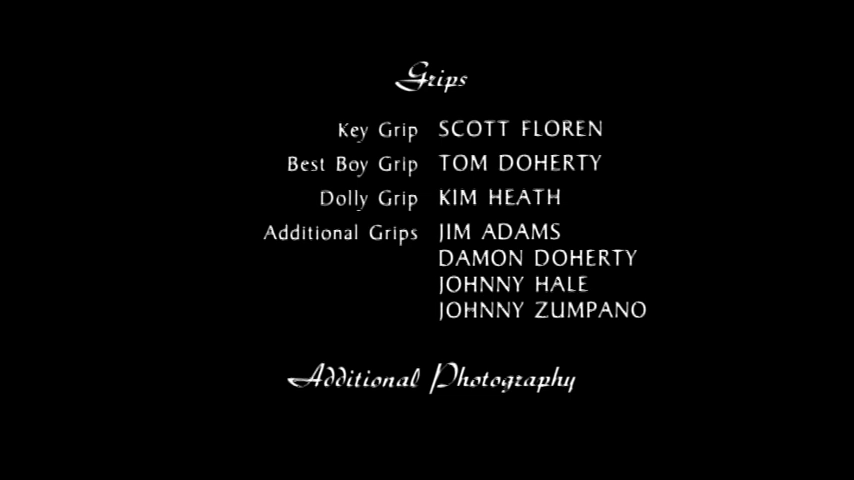 Grips
Key Grip SCOTT FLOREN
Best Boy Grip TOM DOHERTY
Dolly Grip KIM HEATH
Additional Grips JIM ADAMS
DAMON DOHERTY
JOHNNY HALE
JOHNNY ZUMPANO
Additional Photography